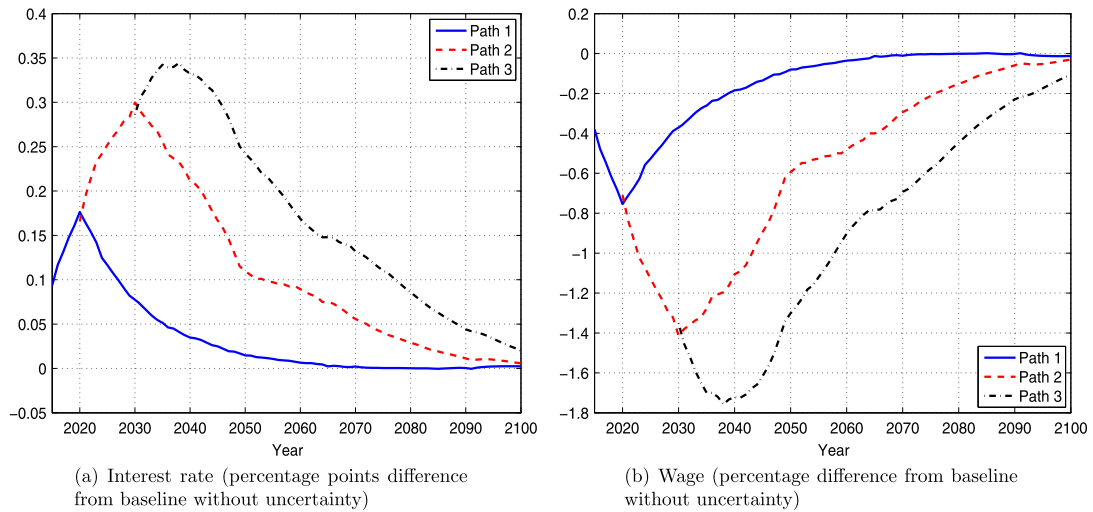 0.4
0.35
0.3
0.25
0.2
0.15
0.1
0.05
0
−0.05
2020 2030 2040 2050 2060 2070 2080 2090 2100
Year
Path 1
Path 2
Path 3
(a) Interest rate (percentage points difference
from baseline without uncertainty)
0.2
0
−0.2
−0.4
−0.6
−0.8
−1
−1.2
−1.4
−1.6
−1.8
2020 2030 2040 2050 2060 2070 2080 2090 2100
Year
Path 1
Path 2
Path 3
(b) Wage (percentage difference from baseline
without uncertainty)